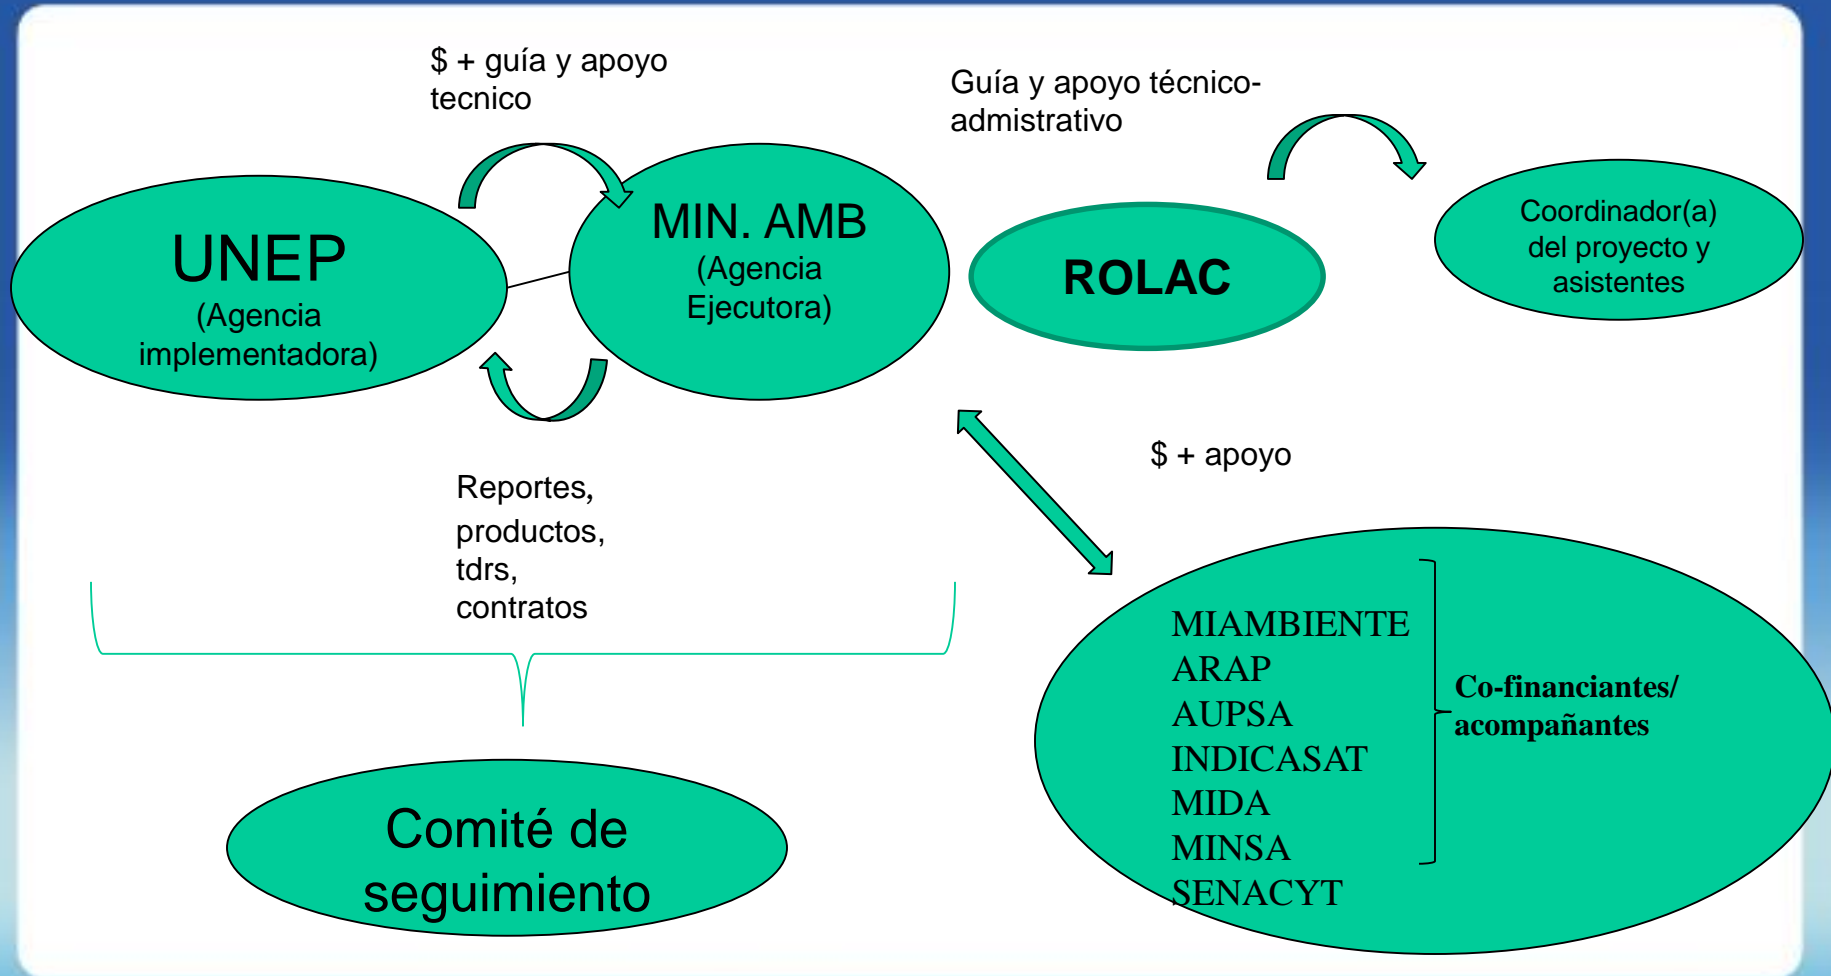 $ + guía y apoyo
tecnico
Guía y apoyo técnico-
admistrativo
UNEP
(Agencia
implementadora)
MIN. AMB
(Agencia
Ejecutora)
ROLAC
Coordinador(a)
del proyecto y
asistentes
Reportes,
productos,
tdrs,
contratos
$ + apoyo
Comité de
seguimiento
MIAMBIENTE
ARAP
AUPSA
INDICASAT
MIDA
MINSA
SENACYT
Co-financiantes/
acompañantes